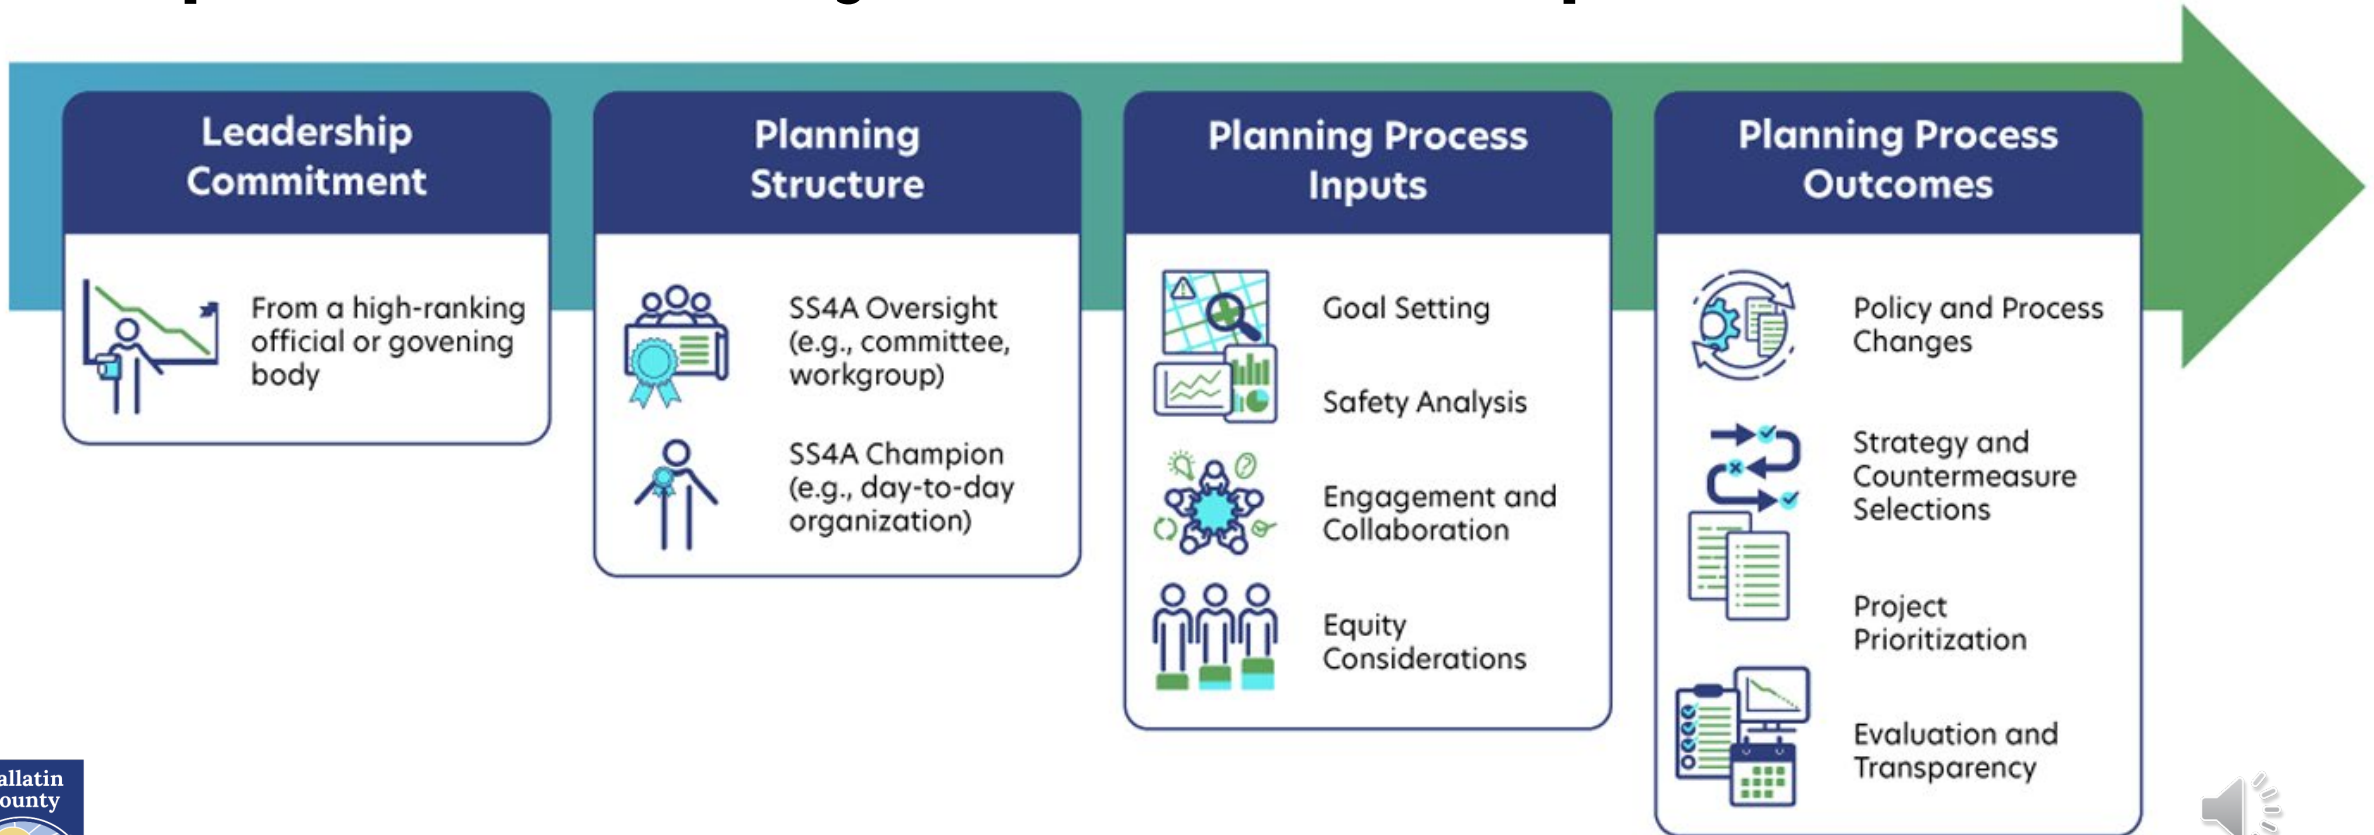 Leadership
Commitment
From a high-ranking
official or govening
body
Planning
Structure
SS4A Oversight
(e.g., committee,
workgroup)
SS4A Champion
(e.g., day-to-day
organization)
Planning Process
Inputs
Goal Setting
Safety Analysis
Engagement and
Collaboration
Equity
Considerations
Planning Process
Outcomes
Policy and Process
Changes
Strategy and
Countermeasure
Selections
Project
Prioritization
Evaluation and
Transparency
allatin
ounty